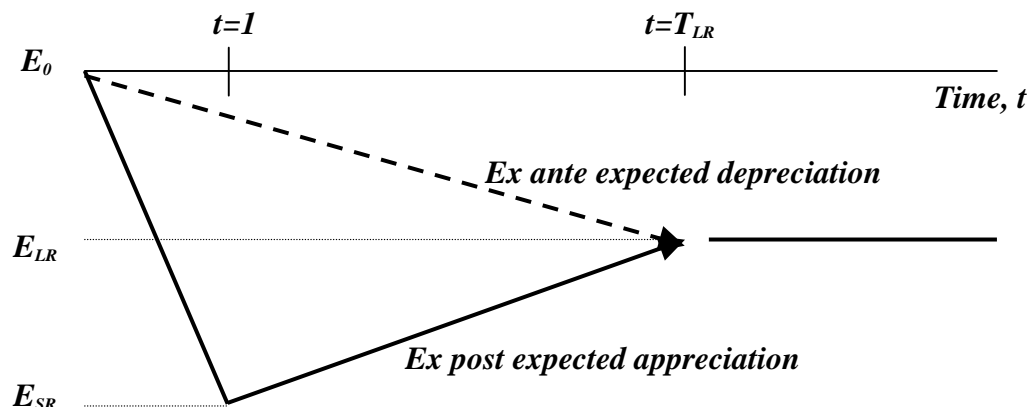 t=1
t=T_LR
E_0
Time, t
Ex ante expected depreciation
E_LR
Ex post expected appreciation
E_SR